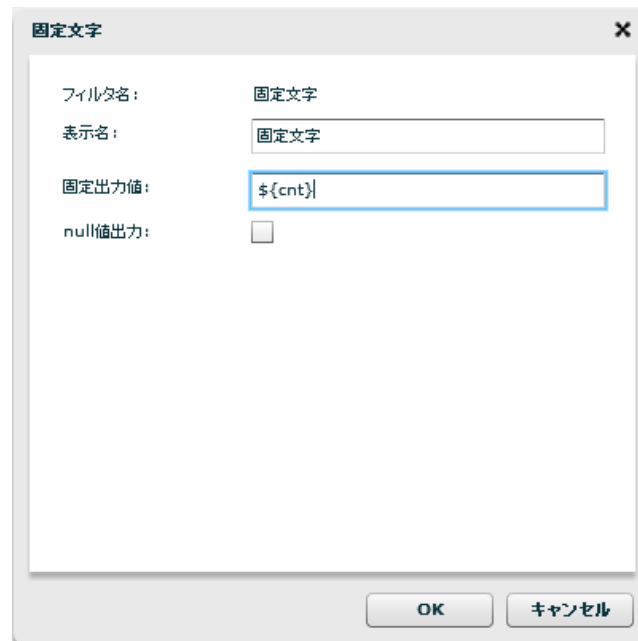 固定文字
フィルタ名： 固定文字
表示名： 固定文字
固定出力値： ${cnt}
null値出力：
OK キャンセル